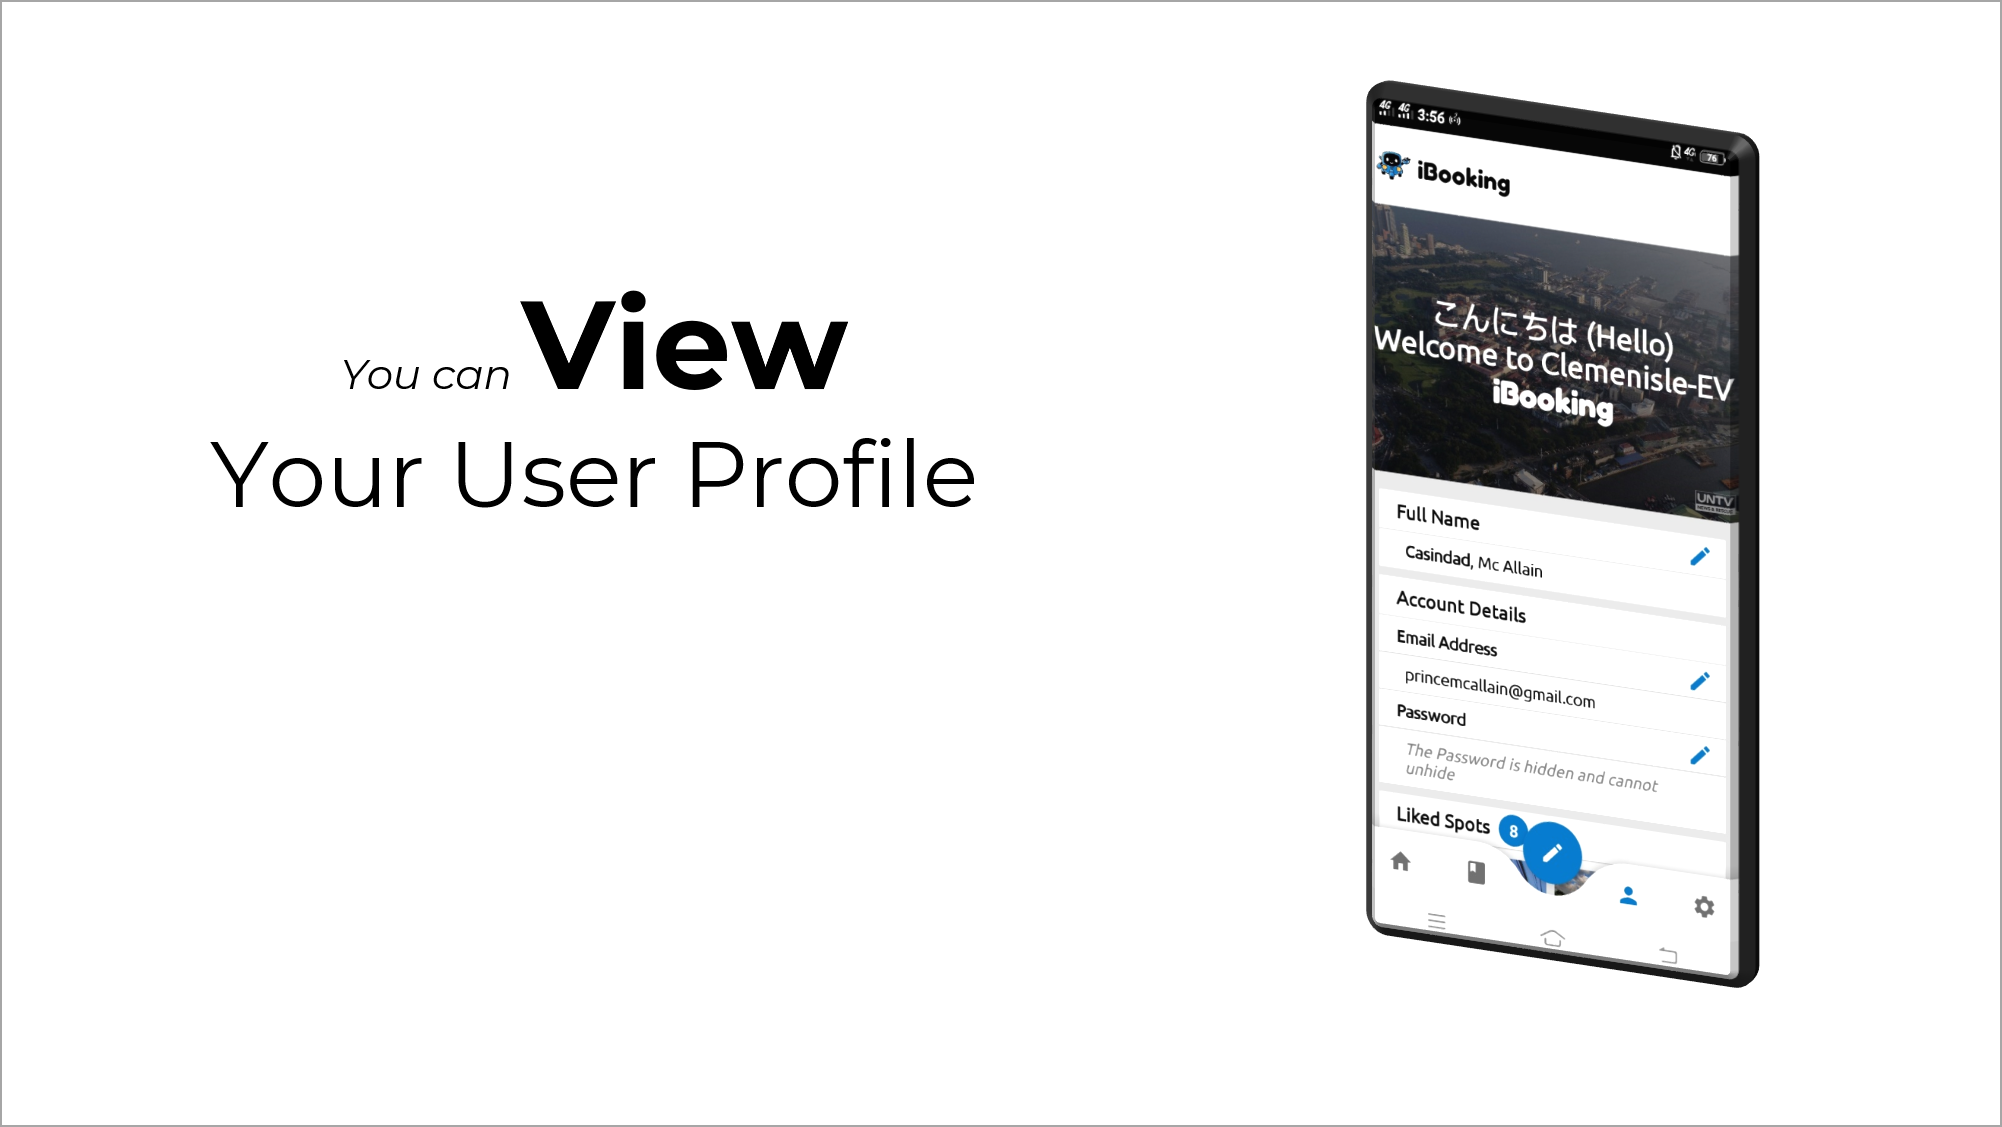 You can View
Your User Profile
4G 4G 3:56
4G 76
iBooking
こんにちは (Hello)
Welcome to Clemenisle-EV
iBooking
UNTV
NEWS & RESCUE
Full Name
Casindad, Mc Allain
Account Details
Email Address
princemcallain@gmail.com
Password
The Password is hidden and cannot
unhide
Liked Spots 8